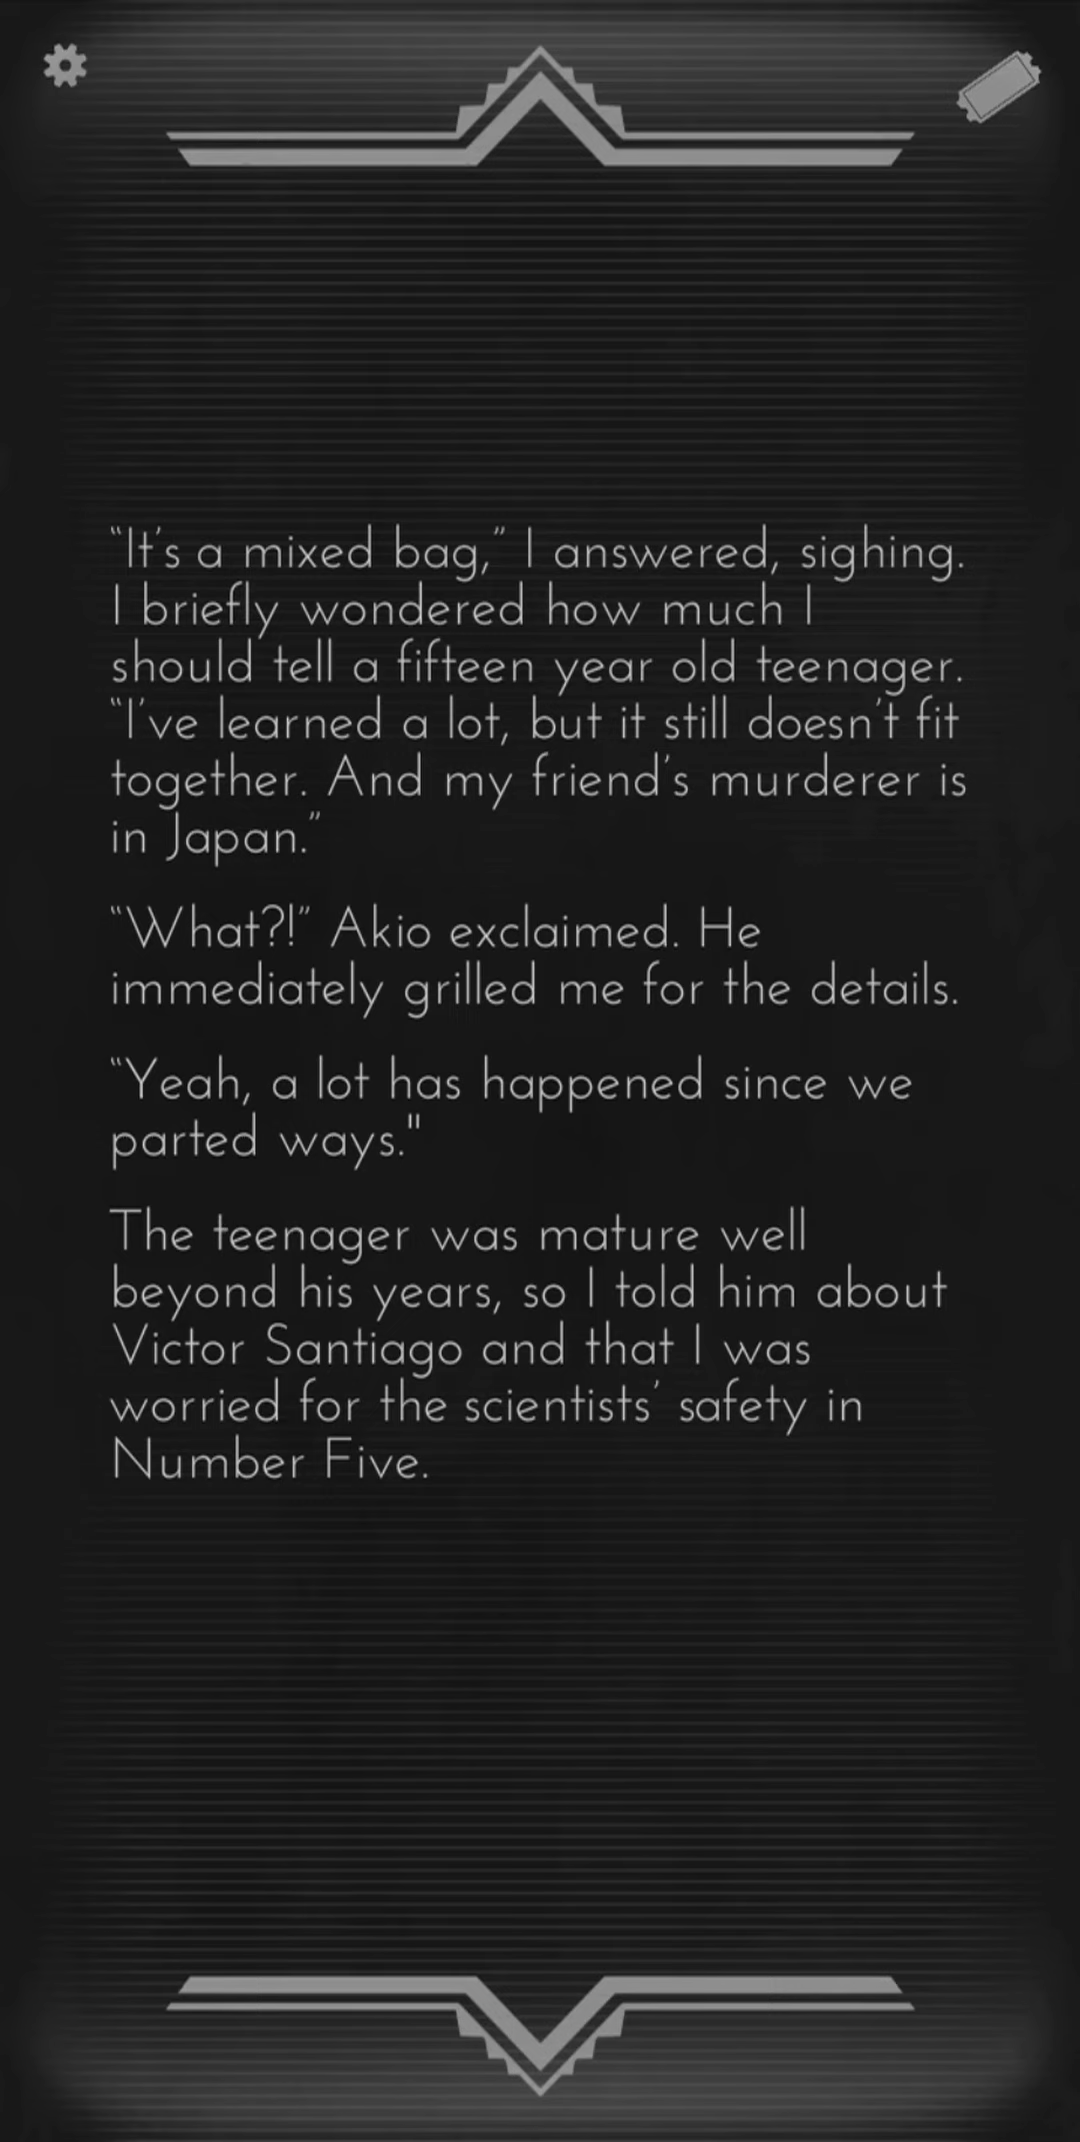 “It’s a mixed bag,” I answered, sighing.
I briefly wondered how much I
should tell a fifteen year old teenager.
“I’ve learned a lot, but it still doesn’t fit
together. And my friend’s murderer is
in Japan.”
“What?!” Akio exclaimed. He
immediately grilled me for the details.
“Yeah, a lot has happened since we
parted ways."
The teenager was mature well
beyond his years, so I told him about
Victor Santiago and that I was
worried for the scientists’ safety in
Number Five.